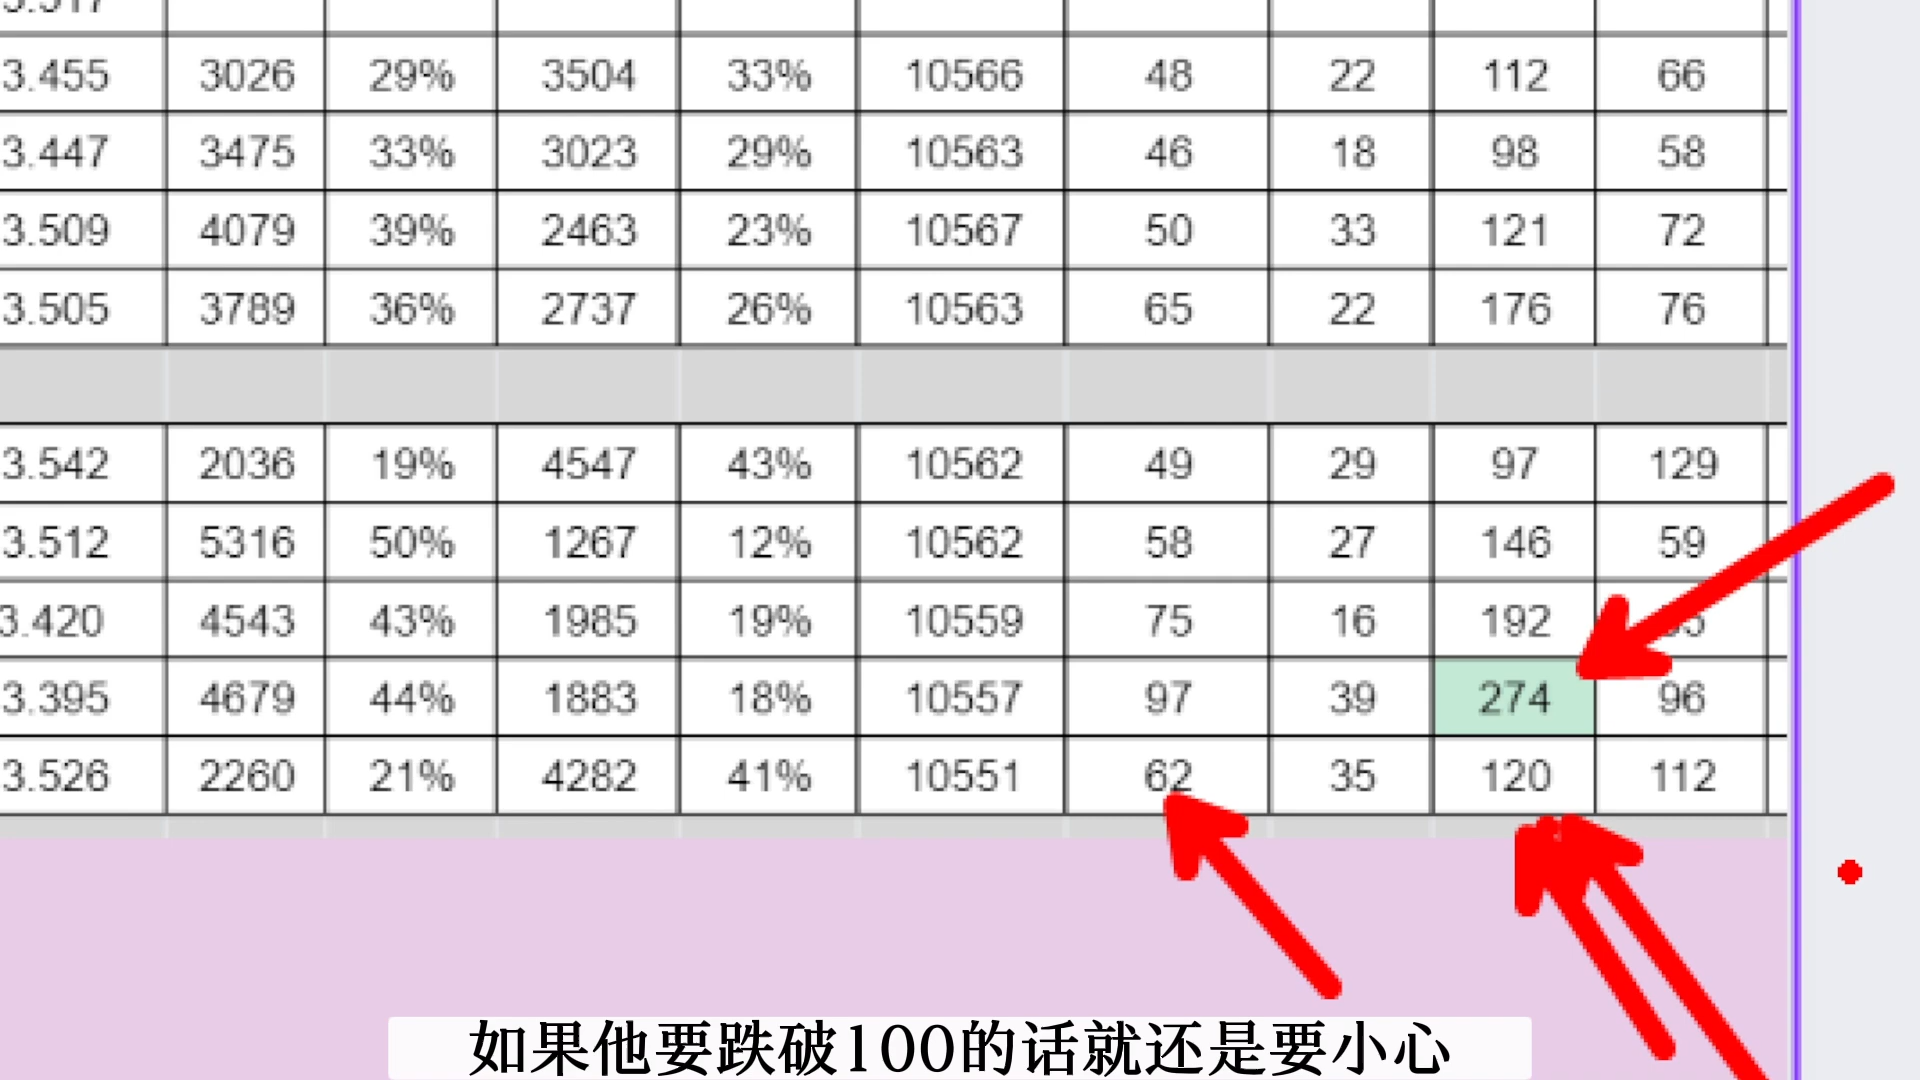 3.455 3026 29% 3504 33% 10566 48 22 112 66
3.447 3475 33% 3023 29% 10563 46 18 98 58
3.509 4079 39% 2463 23% 10567 50 33 121 72
3.505 3789 36% 2737 26% 10563 65 22 176 76
3.542 2036 19% 4547 43% 10562 49 29 97 129
3.512 5316 50% 1267 12% 10562 58 27 146 59
3.420 4543 43% 1985 19% 10559 75 16 192
3.395 4679 44% 1883 18% 10557 97 39 274 96
3.526 2260 21% 4282 41% 10551 62 35 120 112
如果他要跌破100的话就还是要小心